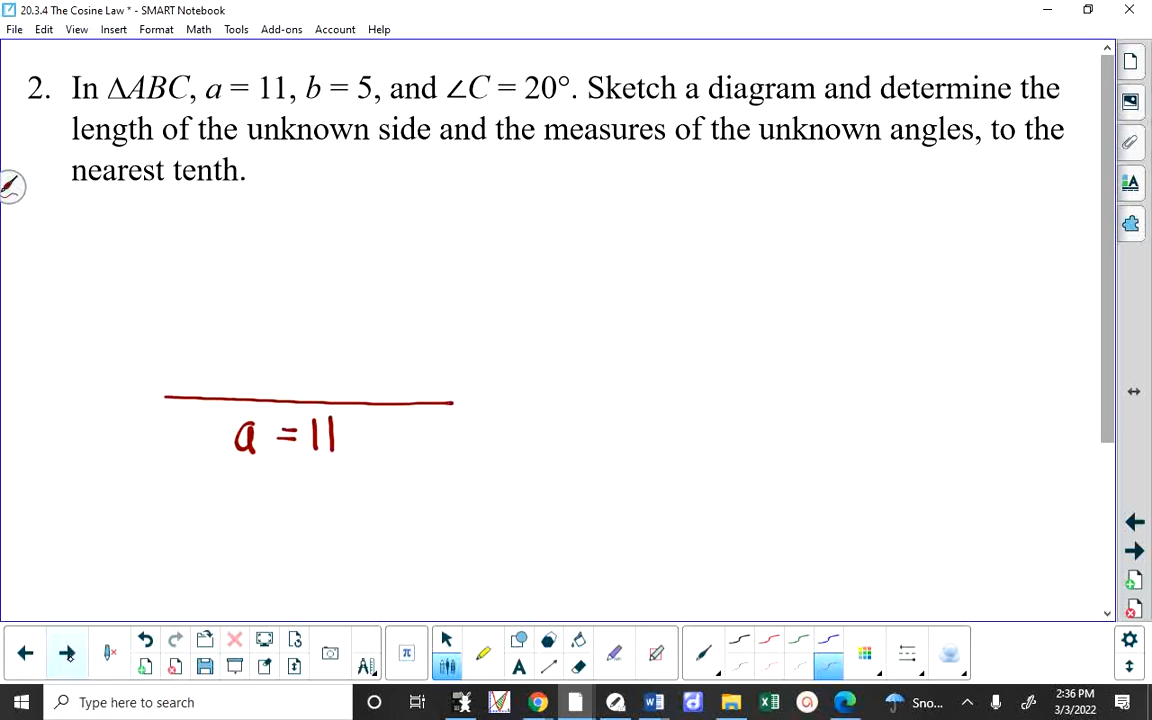 20.3.4 The Cosine Law * - SMART Notebook
File Edit View Insert Format Math Tools Add-ons Account Help
2. In ΔABC, a = 11, b = 5, and ∠C = 20°. Sketch a diagram and determine the
length of the unknown side and the measures of the unknown angles, to the
nearest tenth.
a = 11
Type here to search
Sno...
2:36 PM
3/3/2022